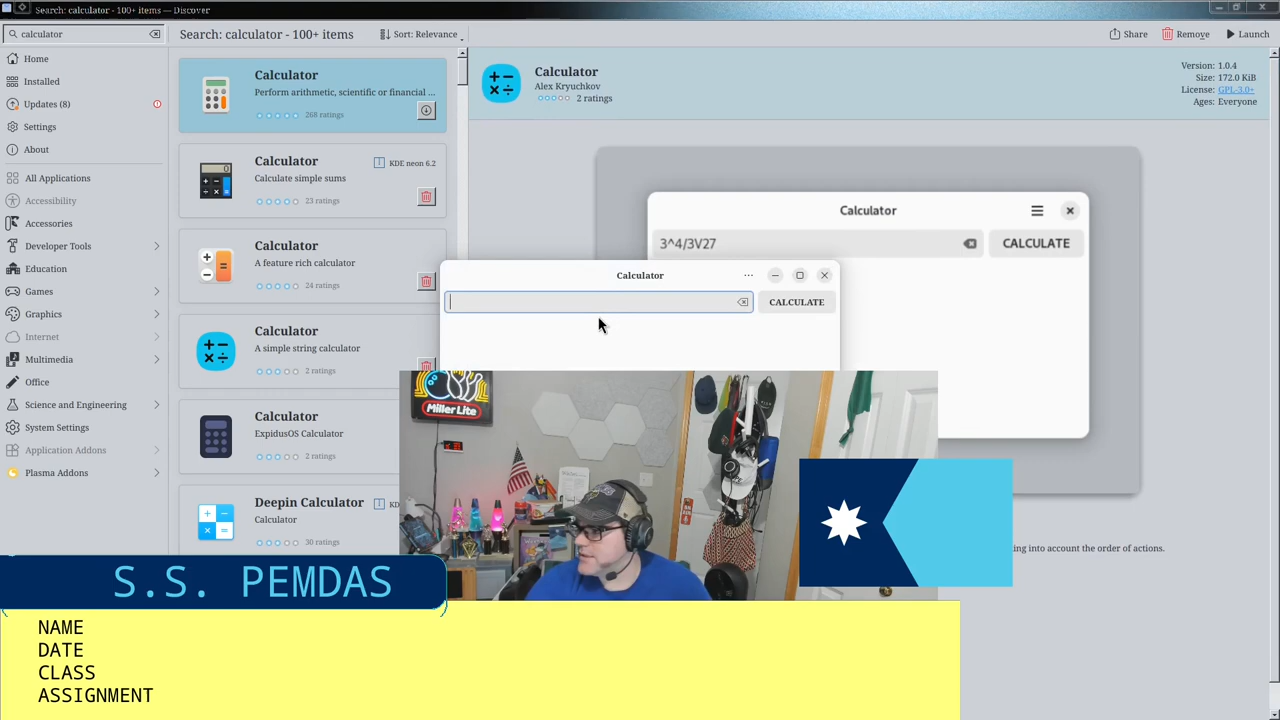 Search: calculator - 100+ items — Discover
calculator
Search: calculator - 100+ items
Sort: Relevance
Share
Remove
Launch
Home
Installed
Updates (8)
Settings
About
All Applications
Accessibility
Accessories
Developer Tools
Education
Games
Graphics
Internet
Multimedia
Office
Science and Engineering
System Settings
Application Addons
Plasma Addons
Calculator
Perform arithmetic, scientific or financial ...
268 ratings
Calculator
KDE neon 6.2
Calculate simple sums
23 ratings
Calculator
A feature rich calculator
24 ratings
Calculator
A simple string calculator
2 ratings
Calculator
ExpidusOS Calculator
2 ratings
Deepin Calculator
KD
Calculator
30 ratings
Calculator
Alex Kryuchkov
2 ratings
Version: 1.0.4
Size: 172.0 KiB
License: GPL-3.0+
Ages: Everyone
Calculator
3^4/3V27
CALCULATE
Calculator
CALCULATE
ing into account the order of actions.
Miller Lite
S.S. PEMDAS
NAME
DATE
CLASS
ASSIGNMENT